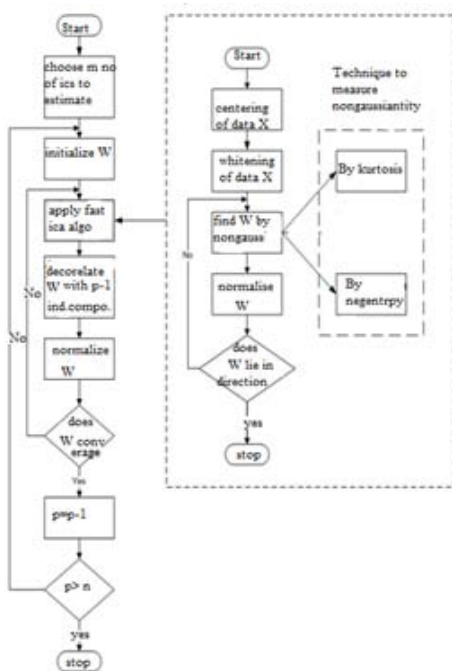 Start
choose m no
of ics to
estimate
initialize W
apply fast
ica algo
decorelate
W with p-1
ind.compo.
normalize
W
does
W conv
erage
Yes
No
p=p-1
p> n
No
yes
stop
Start
centering
of data X
whitening
of data X
find W by
nongauss
normalise
W
does
W lie in
direction
No
yes
stop
Technique to
measure
nongaussiantity
By kurtosis
By
negentrpy